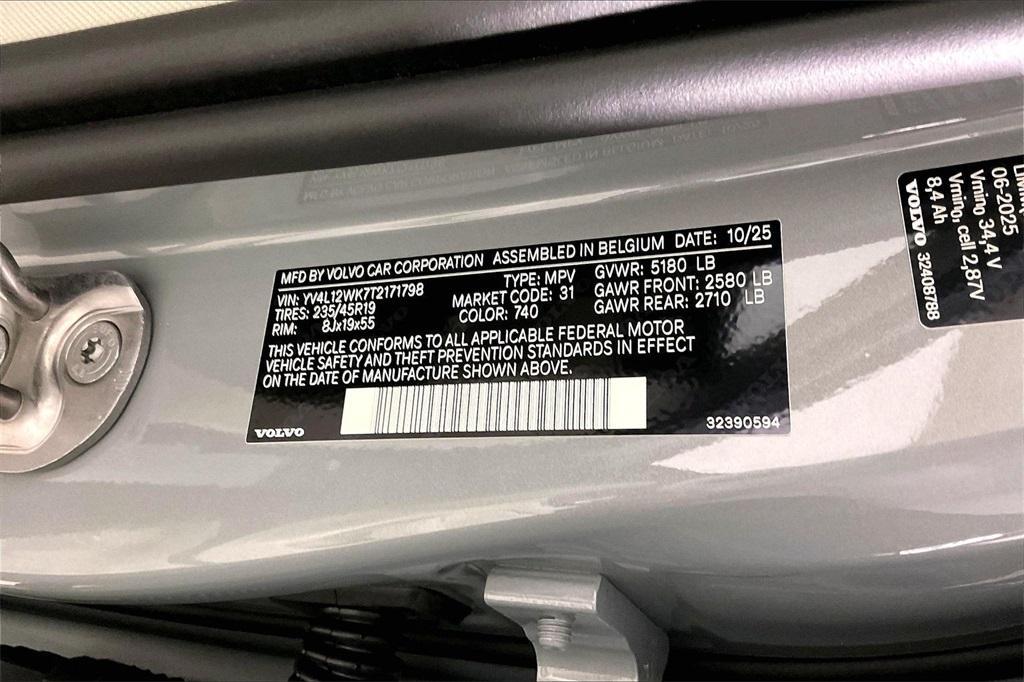 MFD BY VOLVO CAR CORPORATION ASSEMBLED IN BELGIUM DATE: 10/25
VIN: YV4L12WK7T2171798 TYPE: MPV GVWR: 5180 LB
TIRES: 235/45R19 MARKET CODE: 31 GAWR FRONT: 2580 LB
RIM: 8Jx19x55 COLOR: 740 GAWR REAR: 2710 LB
THIS VEHICLE CONFORMS TO ALL APPLICABLE FEDERAL MOTOR
VEHICLE SAFETY AND THEFT PREVENTION STANDARDS IN EFFECT
ON THE DATE OF MANUFACTURE SHOWN ABOVE.
VOLVO 32390594
06-2025
Vmino 34,4 V
Vmino, cell 2,87V
8,4 Ah
VOLVO 32408788